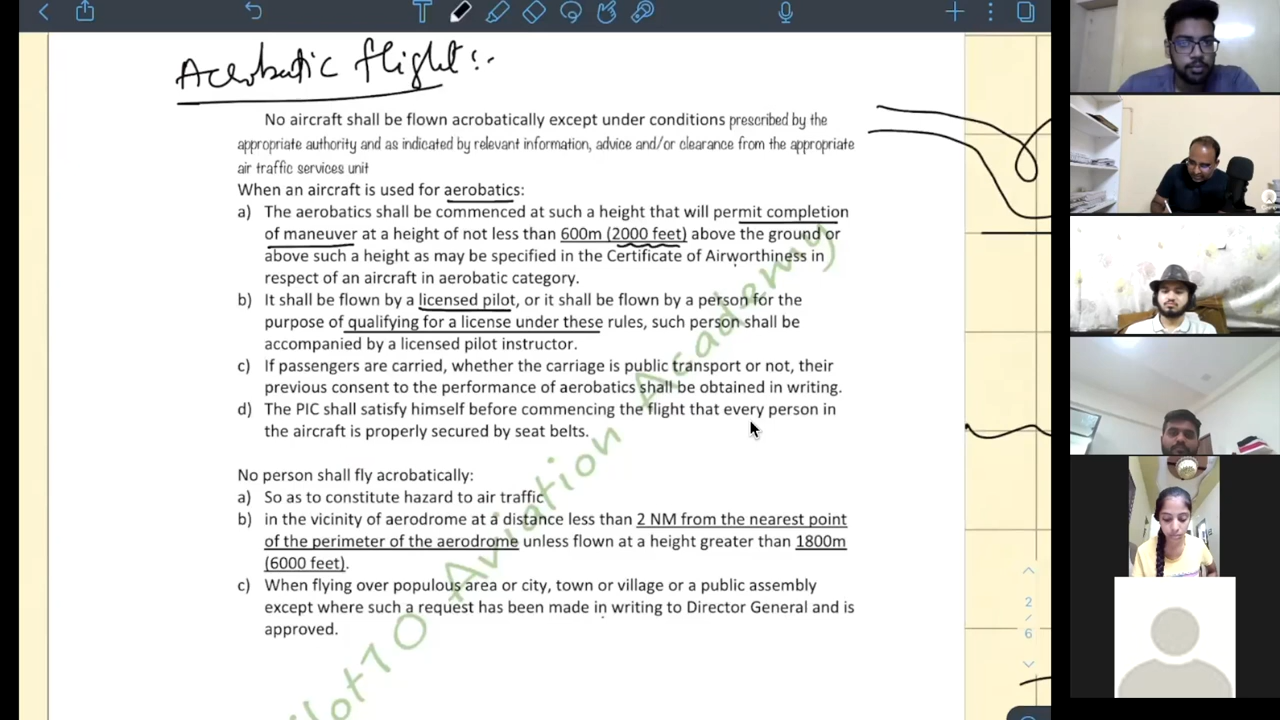 Acrobatic flight:-
No aircraft shall be flown acrobatically except under conditions prescribed by the
appropriate authority and as indicated by relevant information, advice and/or clearance from the appropriate
air traffic services unit
When an aircraft is used for aerobatics:
a) The aerobatics shall be commenced at such a height that will permit completion
of maneuver at a height of not less than 600m (2000 feet) above the ground or
above such a height as may be specified in the Certificate of Airworthiness in
respect of an aircraft in aerobatic category.
b) It shall be flown by a licensed pilot, or it shall be flown by a person for the
purpose of qualifying for a license under these rules, such person shall be
accompanied by a licensed pilot instructor.
c) If passengers are carried, whether the carriage is public transport or not, their
previous consent to the performance of aerobatics shall be obtained in writing.
d) The PIC shall satisfy himself before commencing the flight that every person in
the aircraft is properly secured by seat belts.
No person shall fly acrobatically:
a) So as to constitute hazard to air traffic
b) in the vicinity of aerodrome at a distance less than 2 NM from the nearest point
of the perimeter of the aerodrome unless flown at a height greater than 1800m
(6000 feet).
c) When flying over populous area or city, town or village or a public assembly
except where such a request has been made in writing to Director General and is
approved.
ilot10 Aviation Academy
2
/
6